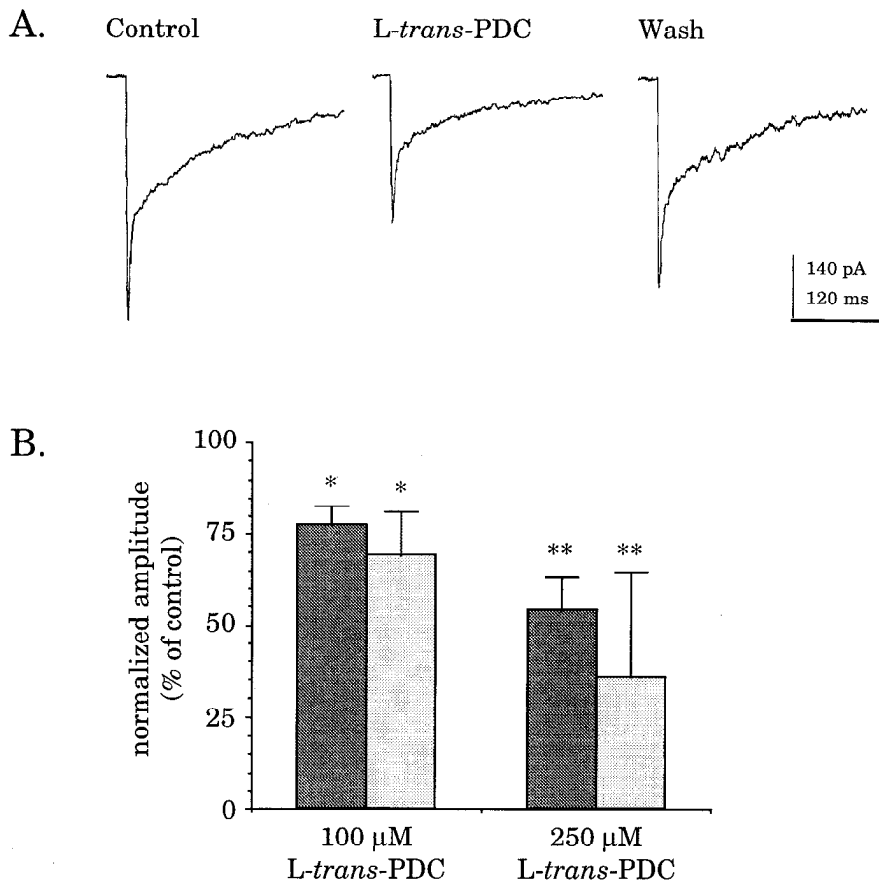 A.
Control
L-trans-PDC
Wash
140 pA
120 ms
B.
normalized amplitude
(% of control)
100
75
50
25
0
*
*
**
**
100 µM
L-trans-PDC
250 µM
L-trans-PDC